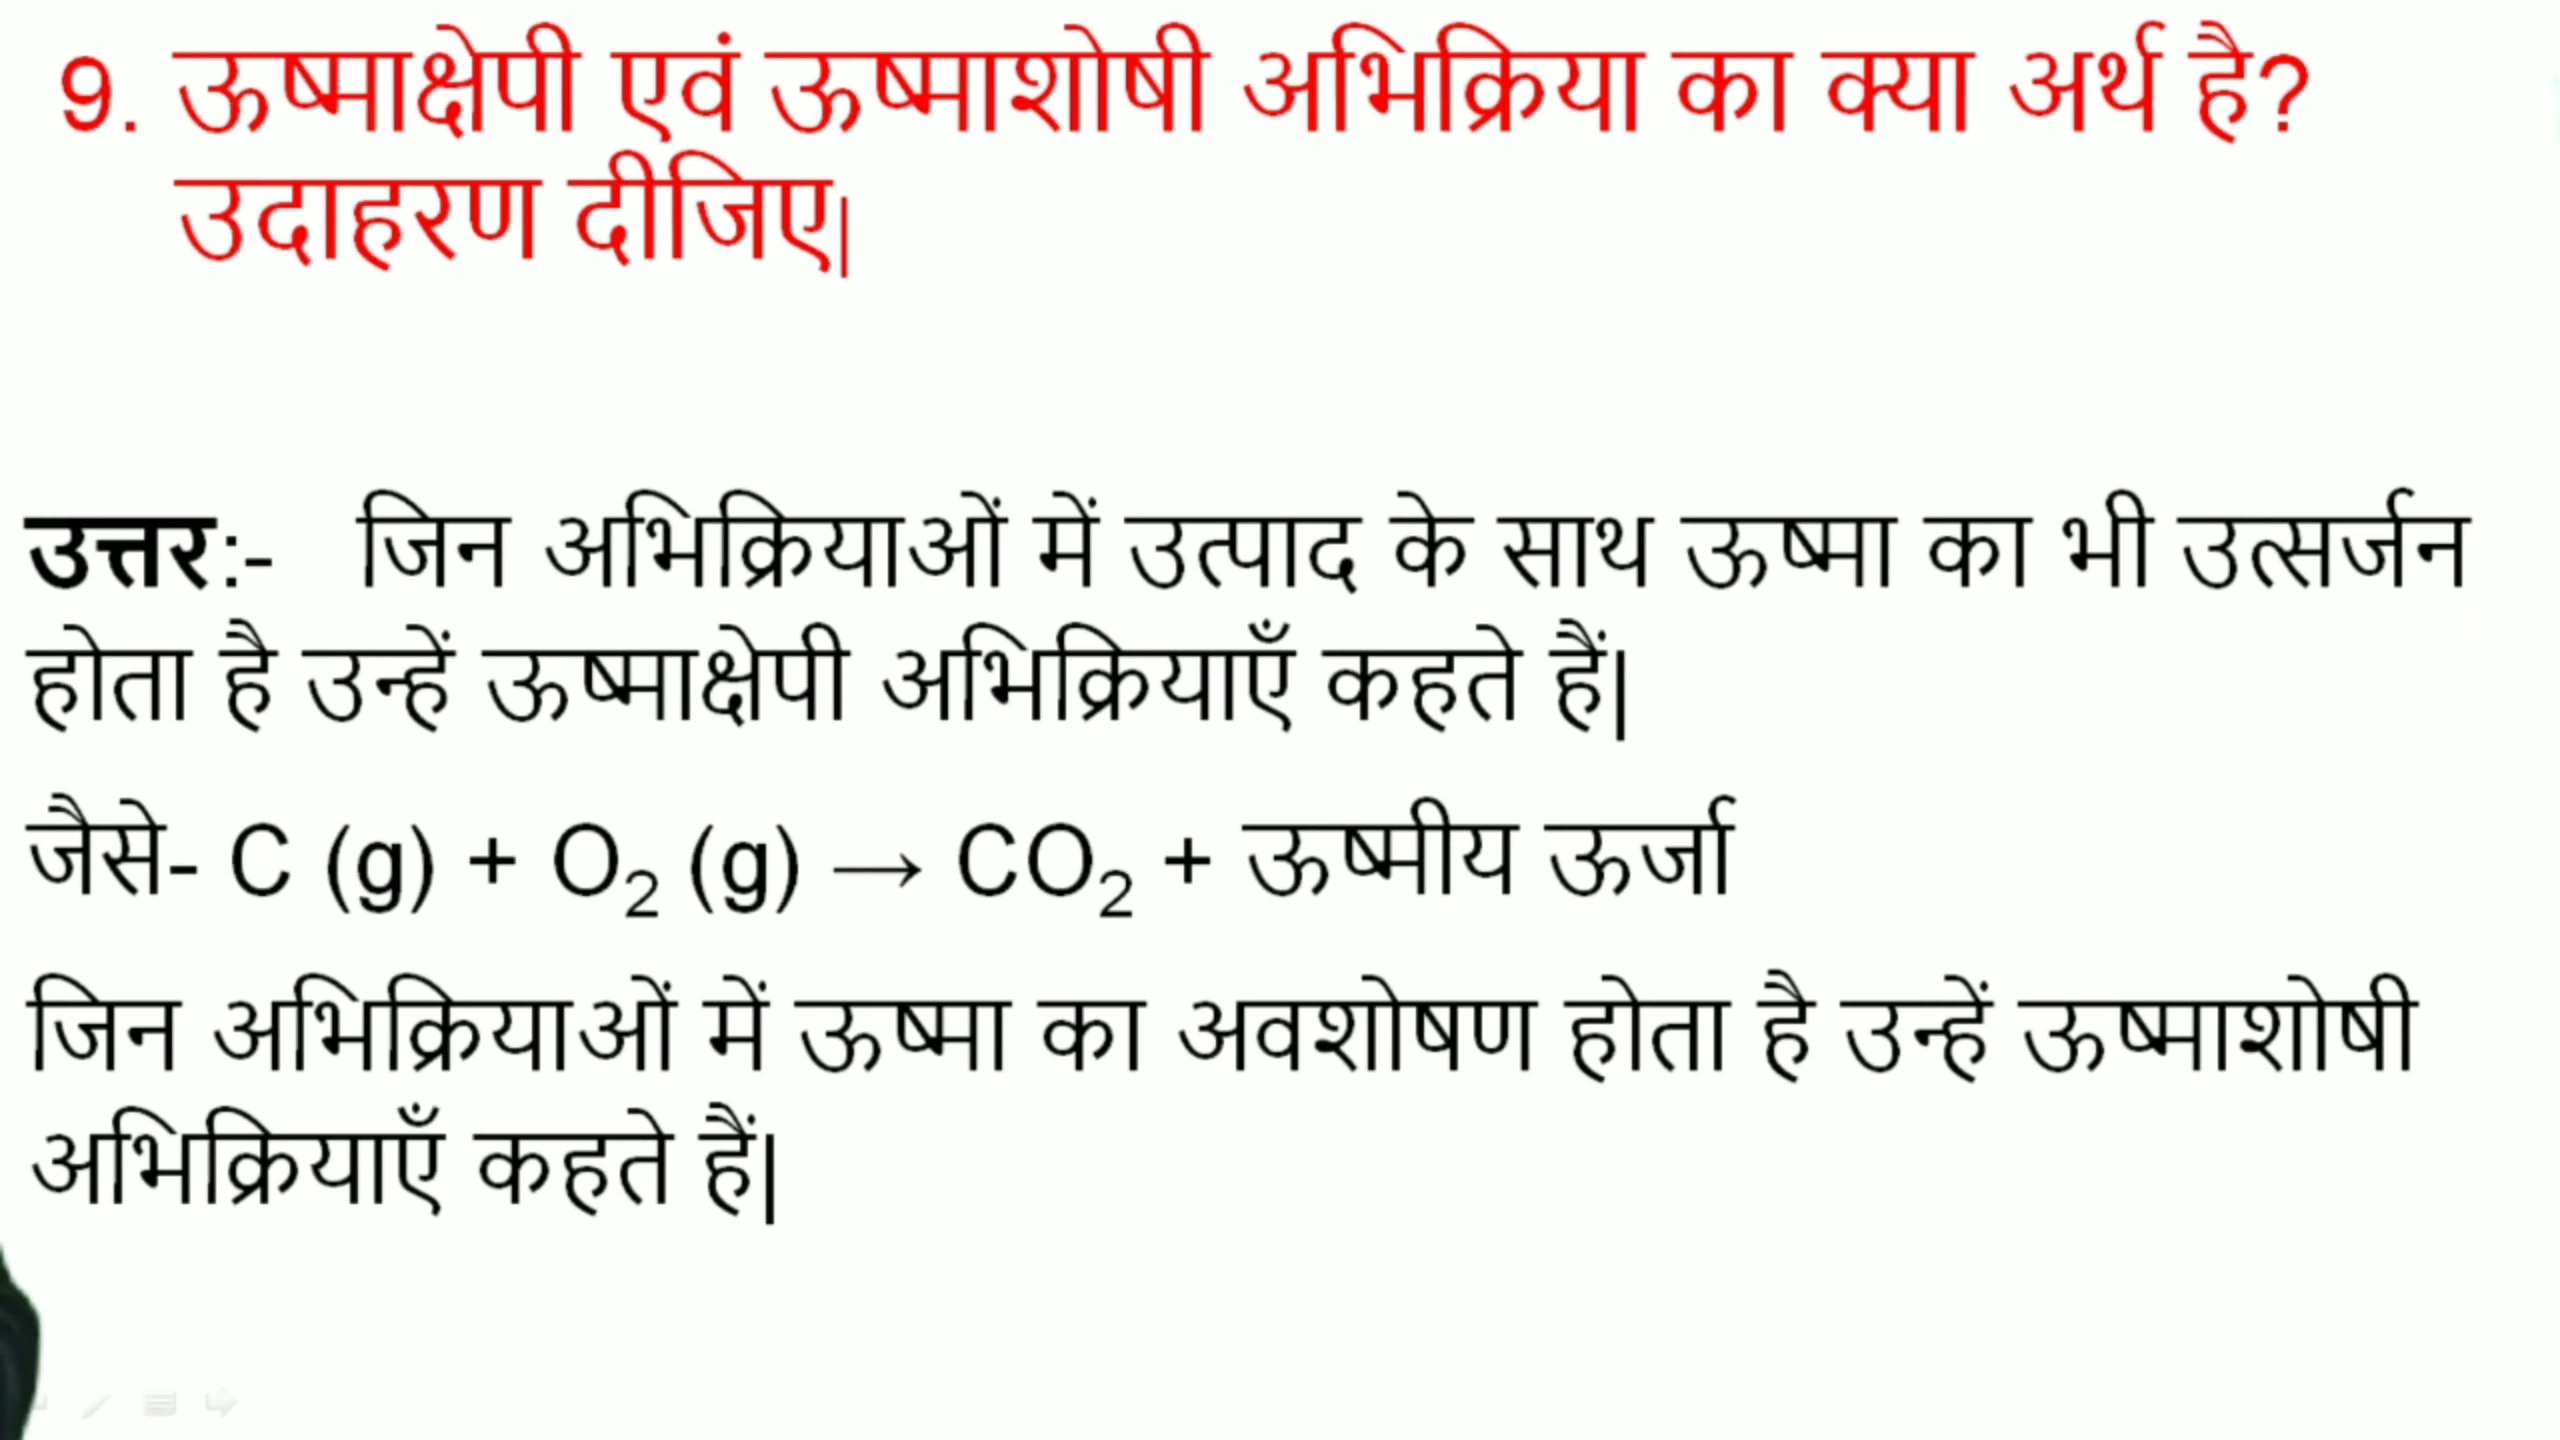 9. ऊष्माक्षेपी एवं ऊष्माशोषी अभिक्रिया का क्या अर्थ है?
उदाहरण दीजिए|
उत्तर:- जिन अभिक्रियाओं में उत्पाद के साथ ऊष्मा का भी उत्सर्जन
होता है उन्हें ऊष्माक्षेपी अभिक्रियाएँ कहते हैं|
जैसे- C (g) + O₂ (g) → CO₂ + ऊष्मीय ऊर्जा
जिन अभिक्रियाओं में ऊष्मा का अवशोषण होता है उन्हें ऊष्माशोषी
अभिक्रियाएँ कहते हैं|